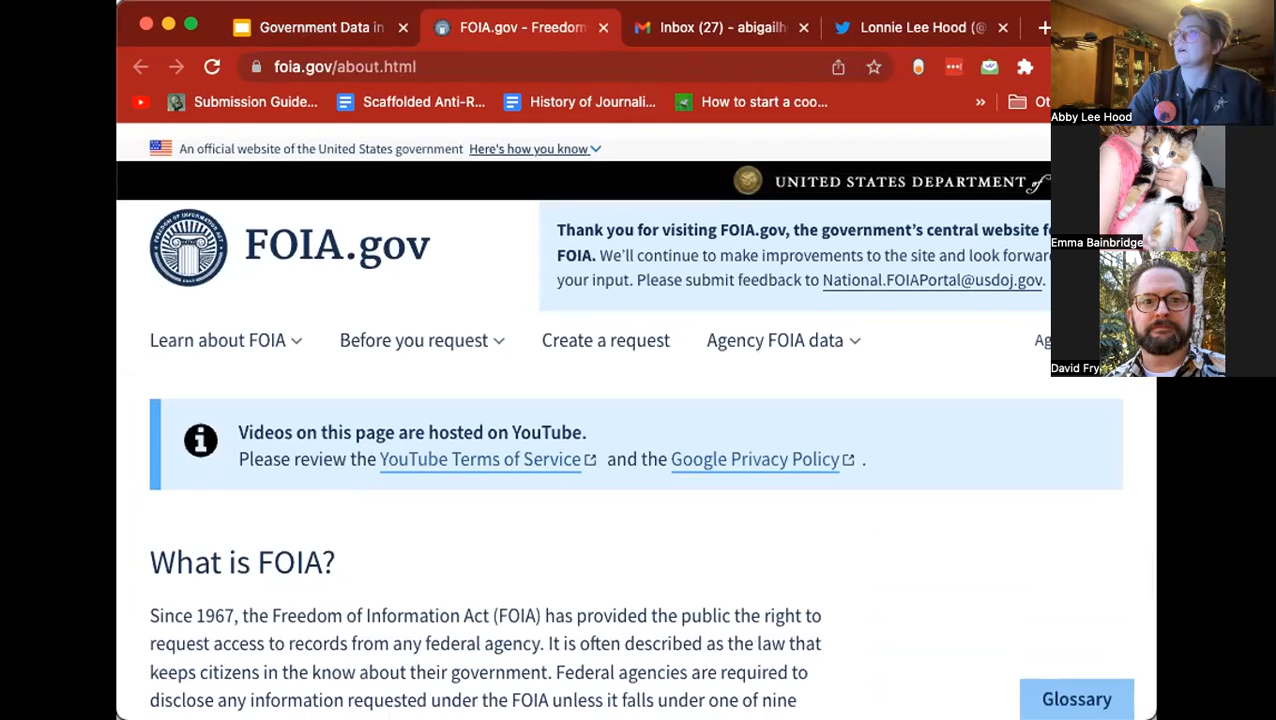 Government Data in
FOIA.gov - Freedom
Inbox (27) - abigailh
Lonnie Lee Hood (@
foia.gov/about.html
Submission Guide...
Scaffolded Anti-R...
History of Journali...
How to start a coo...
»
Ot
An official website of the United States government Here's how you know
UNITED STATES DEPARTMENT of
FOIA.gov
Thank you for visiting FOIA.gov, the government's central website fo
FOIA. We'll continue to make improvements to the site and look forwar
your input. Please submit feedback to National.FOIAPortal@usdoj.gov.
Learn about FOIA
Before you request
Create a request
Agency FOIA data
Ag
Videos on this page are hosted on YouTube.
Please review the YouTube Terms of Service and the Google Privacy Policy .
What is FOIA?
Since 1967, the Freedom of Information Act (FOIA) has provided the public the right to
request access to records from any federal agency. It is often described as the law that
keeps citizens in the know about their government. Federal agencies are required to
disclose any information requested under the FOIA unless it falls under one of nine
Glossary
Abby Lee Hood
Emma Bainbridge
David Fry